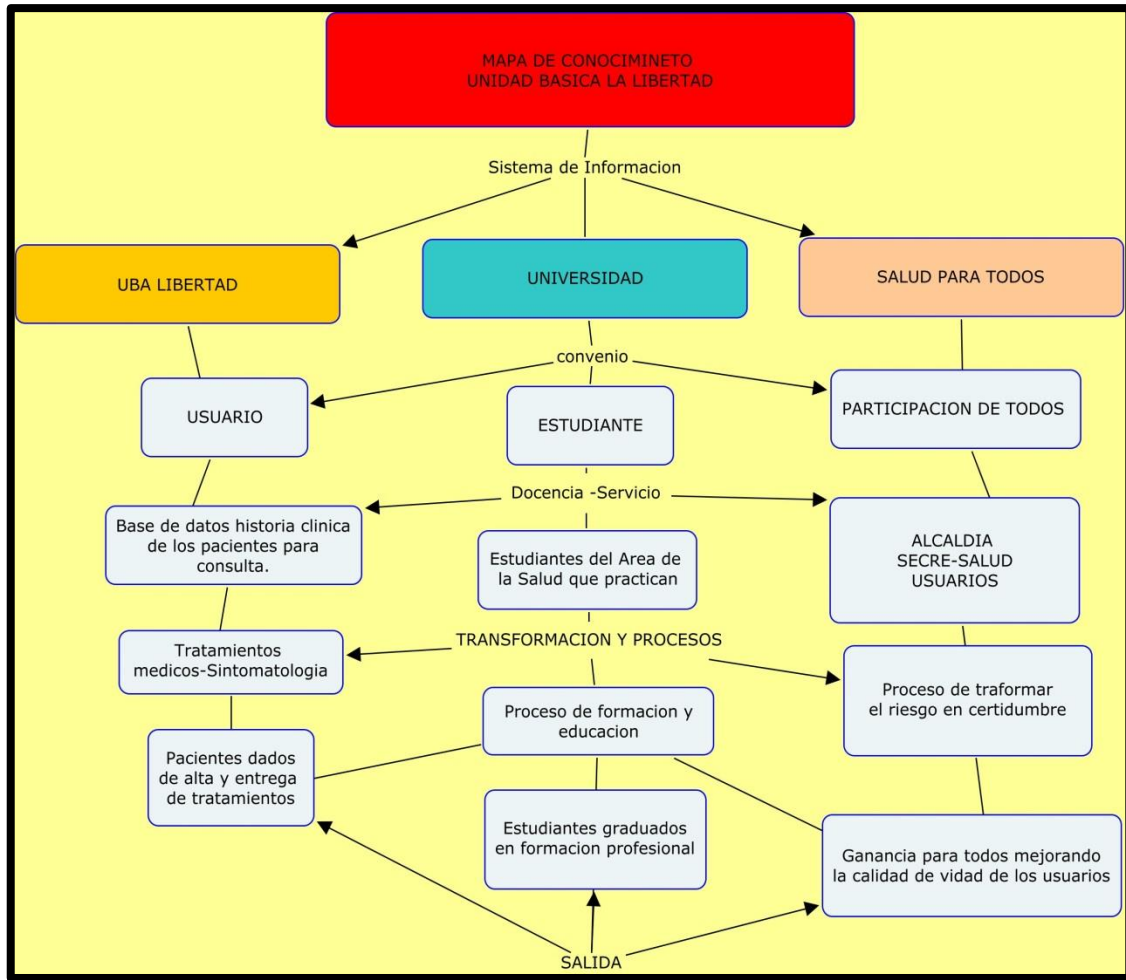 MAPA DE CONOCIMINETO
UNIDAD BASICA LA LIBERTAD
Sistema de Informacion
UBA LIBERTAD
UNIVERSIDAD
SALUD PARA TODOS
convenio
USUARIO
ESTUDIANTE
PARTICIPACION DE TODOS
Docencia -Servicio
Base de datos historia clinica
de los pacientes para
consulta.
Estudiantes del Area de
la Salud que practican
ALCALDIA
SECRE-SALUD
USUARIOS
TRANSFORMACION Y PROCESOS
Tratamientos
medicos-Sintomatologia
Proceso de formacion y
educacion
Proceso de traformar
el riesgo en certidumbre
Pacientes dados
de alta y entrega
de tratamientos
Estudiantes graduados
en formacion profesional
Ganancia para todos mejorando
la calidad de vidad de los usuarios
SALIDA